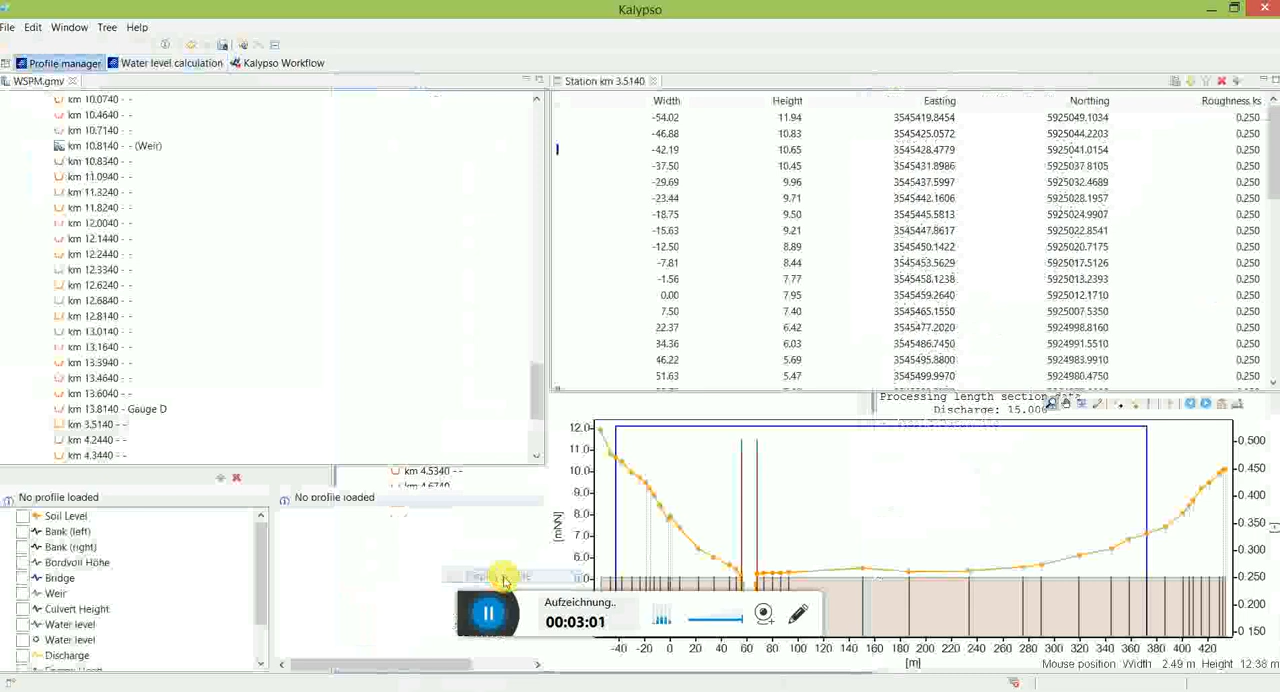 Kalypso
File Edit Window Tree Help
Profile manager Water level calculation Kalypso Workflow
WSPM.gmv
km 10.0740 - -
km 10.4640 - -
km 10.7140 - -
km 10.8140 - - (Weir)
km 10.8340 - -
km 11.0940 - -
km 11.3240 - -
km 11.8240 - -
km 12.0040 - -
km 12.1440 - -
km 12.2440 - -
km 12.3340 - -
km 12.6240 - -
km 12.6840 - -
km 12.8140 - -
km 13.0140 - -
km 13.1640 - -
km 13.3940 - -
km 13.4640 - -
km 13.6040 - -
km 13.8140 - Gauge D
km 3.5140 - -
km 4.2440 - -
km 4.3440 - -
km 4.5340 - -
km 4.6740 - -
Station km 3.5140
Width Height Easting Northing Roughness ks
-54.02 11.94 3545419.8454 5925049.1034 0.250
-46.88 10.83 3545425.0572 5925044.2203 0.250
-42.19 10.65 3545428.4779 5925041.0154 0.250
-37.50 10.45 3545431.8986 5925037.8105 0.250
-29.69 9.96 3545437.5997 5925032.4689 0.250
-23.44 9.71 3545442.1606 5925028.1957 0.250
-18.75 9.50 3545445.5813 5925024.9907 0.250
-15.63 9.21 3545447.8617 5925022.8541 0.250
-12.50 8.89 3545450.1422 5925020.7175 0.250
-7.81 8.44 3545453.5629 5925017.5126 0.250
-1.56 7.77 3545458.1238 5925013.2393 0.250
0.00 7.95 3545459.2640 5925012.1710 0.250
7.50 7.40 3545465.1550 5925007.5350 0.250
22.37 6.42 3545477.2020 5924998.8160 0.250
34.36 6.03 3545486.7450 5924991.5510 0.250
46.22 5.69 3545495.8800 5924983.9910 0.250
51.63 5.47 3545499.9970 5924980.4750 0.250
Processing length section data
Discharge: 15.000
No profile loaded
No profile loaded
Soil Level
Bank (left)
Bank (right)
Bordvoll Höhe
Bridge
Weir
Culvert Height
Water level
Water level
Discharge
Aufzeichnung..
00:03:01
[mNN]
12.0
11.0
10.0
9.0
8.0
7.0
6.0
0.500
0.450
0.400
0.350
0.300
0.250
0.200
0.150
-40 -20 0 20 40 60 80 100 120 140 160 180 200 220 240 260 280 300 320 340 360 380 400 420
[m]
Mouse position Width 2.49 m Height 12.38 m